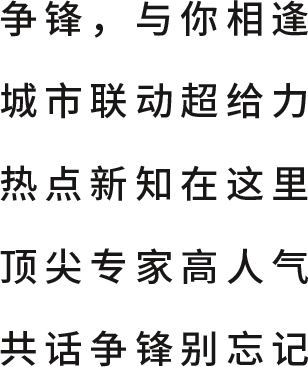 争锋，与你相逢
城市联动超给力
热点新知在这里
顶尖专家高人气
共话争锋别忘记